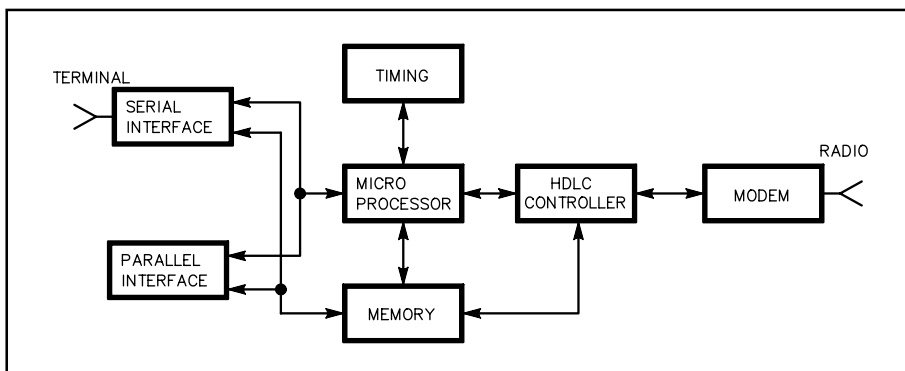 TERMINAL
SERIAL
INTERFACE
TIMING
MICRO
PROCESSOR
HDLC
CONTROLLER
RADIO
MODEM
PARALLEL
INTERFACE
MEMORY